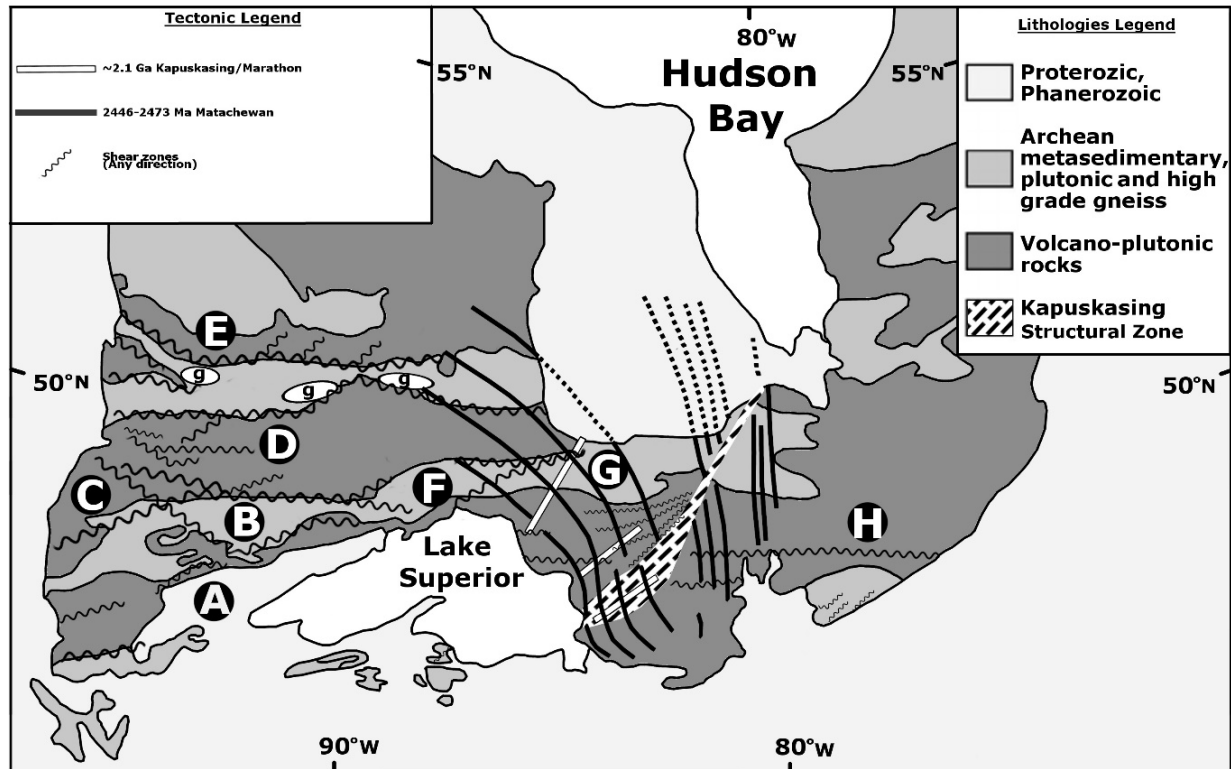 Tectonic Legend
~2.1 Ga Kapuskasing/Marathon
2446-2473 Ma Matachewan
Shear zones
(Any direction)
80°W
55°N
Hudson
Bay
55°N
Lithologies Legend
Proterozic,
Phanerozoic
Archean
metasedimentary,
plutonic and high
grade gneiss
Volcano-plutonic
rocks
Kapuskasing
Structural Zone
E
50°N
g
g
g
50°N
D
G
C
F
B
H
Lake
Superior
A
90°W
80°W